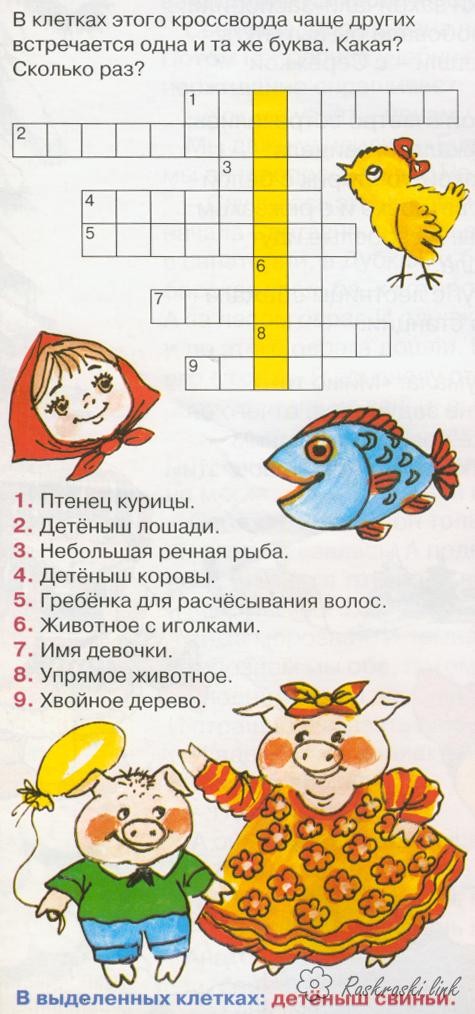 В клетках этого кроссворда чаще других
встречается одна и та же буква. Какая?
Сколько раз?
1
2
3
4
5
6
7
8
9
1. Птенец курицы.
2. Детёныш лошади.
3. Небольшая речная рыба.
4. Детёныш коровы.
5. Гребёнка для расчёсывания волос.
6. Животное с иголками.
7. Имя девочки.
8. Упрямое животное.
9. Хвойное дерево.
Raskraski.link
В выделенных клетках: детёныш свиньи.